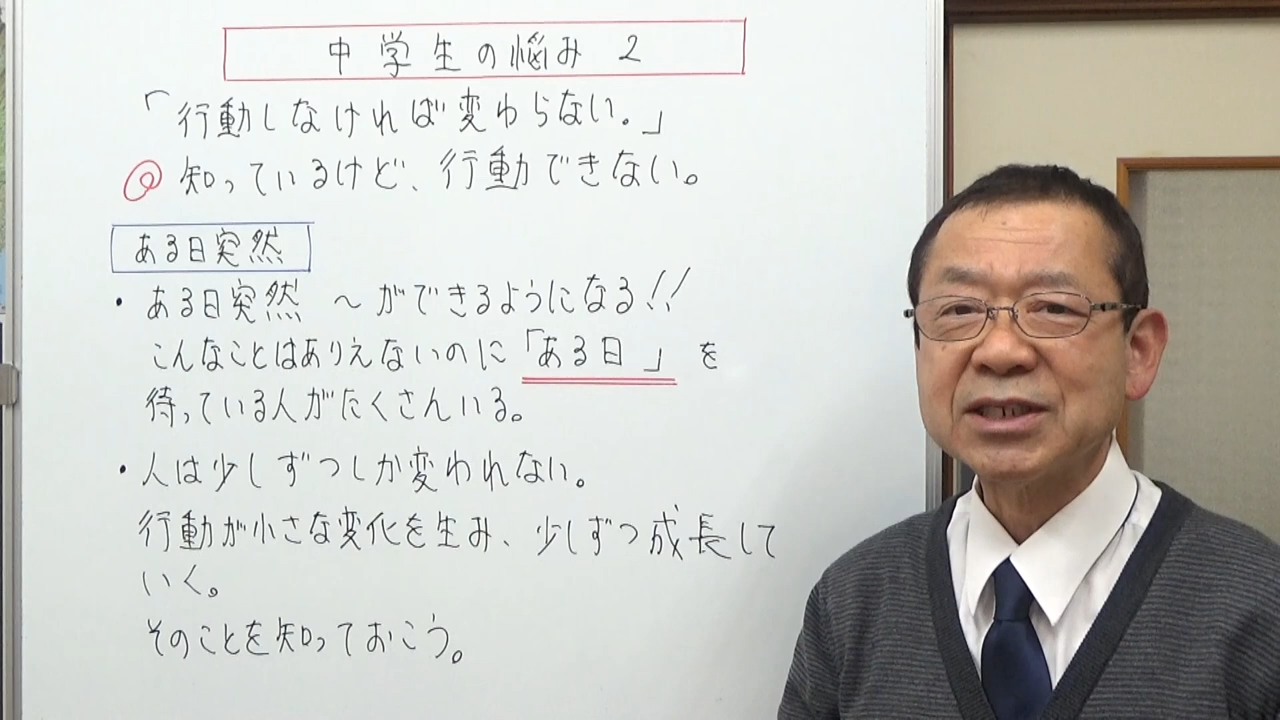 中学生の悩み 2
「行動しなければ変わらない。」
知っているけど、行動できない。
ある日突然
・ある日突然 〜ができるようになる!!
こんなことはありえないのに「ある日」を
待っている人がたくさんいる。
・人は少しずつしか変われない。
行動が小さな変化を生み、少しずつ成長して
いく。
そのことを知っておこう。